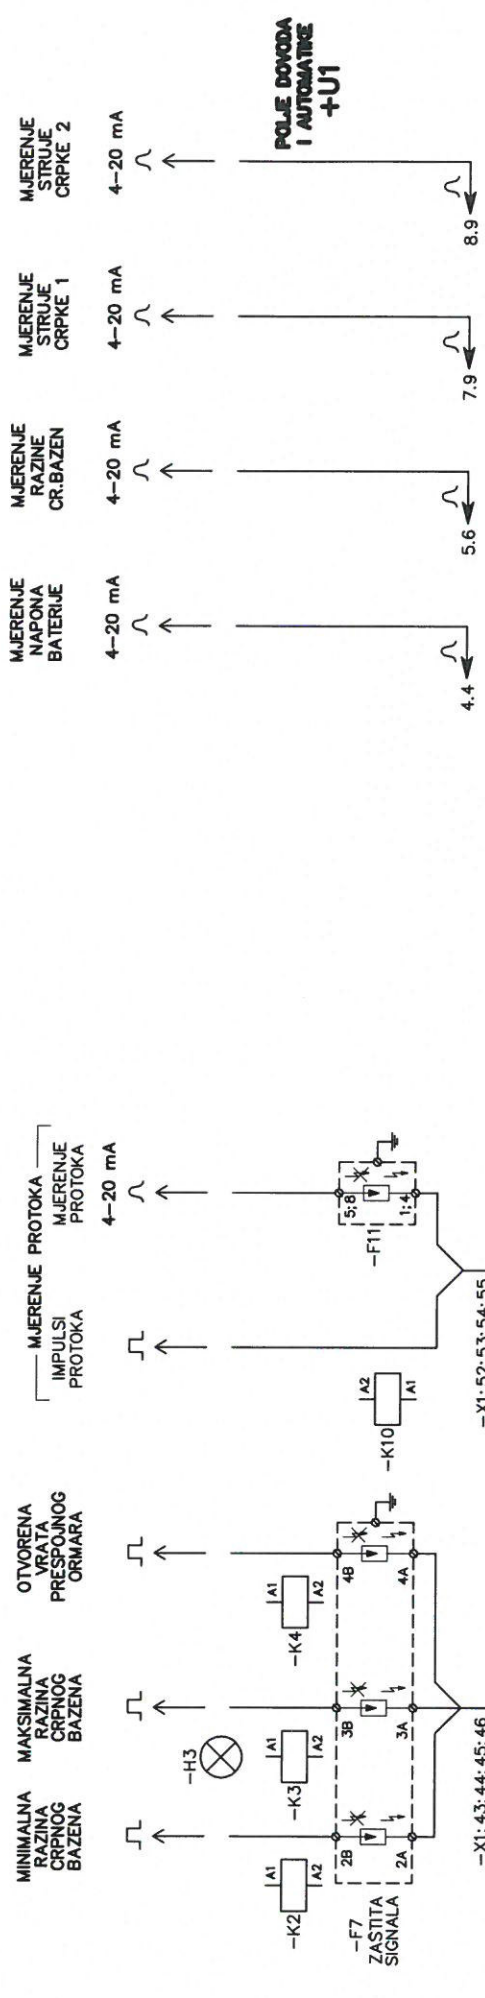 MINIMALNA
RAZINA
CRPNOG
BAZENA
MAKSIMALNA
RAZINA
CRPNOG
BAZENA
OTVORENA
VRATA
PRESPOJNOG
ORMARA
MJERENJE PROTOKA
IMPULSI
PROTOKA
MJERENJE
PROTOKA
4-20 mA
MJERENJE
NAPONA
BATERIJE
4-20 mA
MJERENJE
RAZINE
CR.BAZEN
4-20 mA
MJERENJE
STRUJE
CRPKE 1
4-20 mA
MJERENJE
STRUJE
CRPKE 2
4-20 mA
-H3
-K2
A1
A2
-K3
A1
A2
-K4
A1
A2
-K10
A2
A1
POLJE DOVODA
I AUTOMATIKE
+U1
-F7
ZAŠTITA
SIGNALA
2B
2A
3B
3A
4B
4A
-F11
5;8
1;4
4.4
5.6
7.9
8.9
-X1: 43; 44; 45; 46
-X1: 52; 53; 54; 55